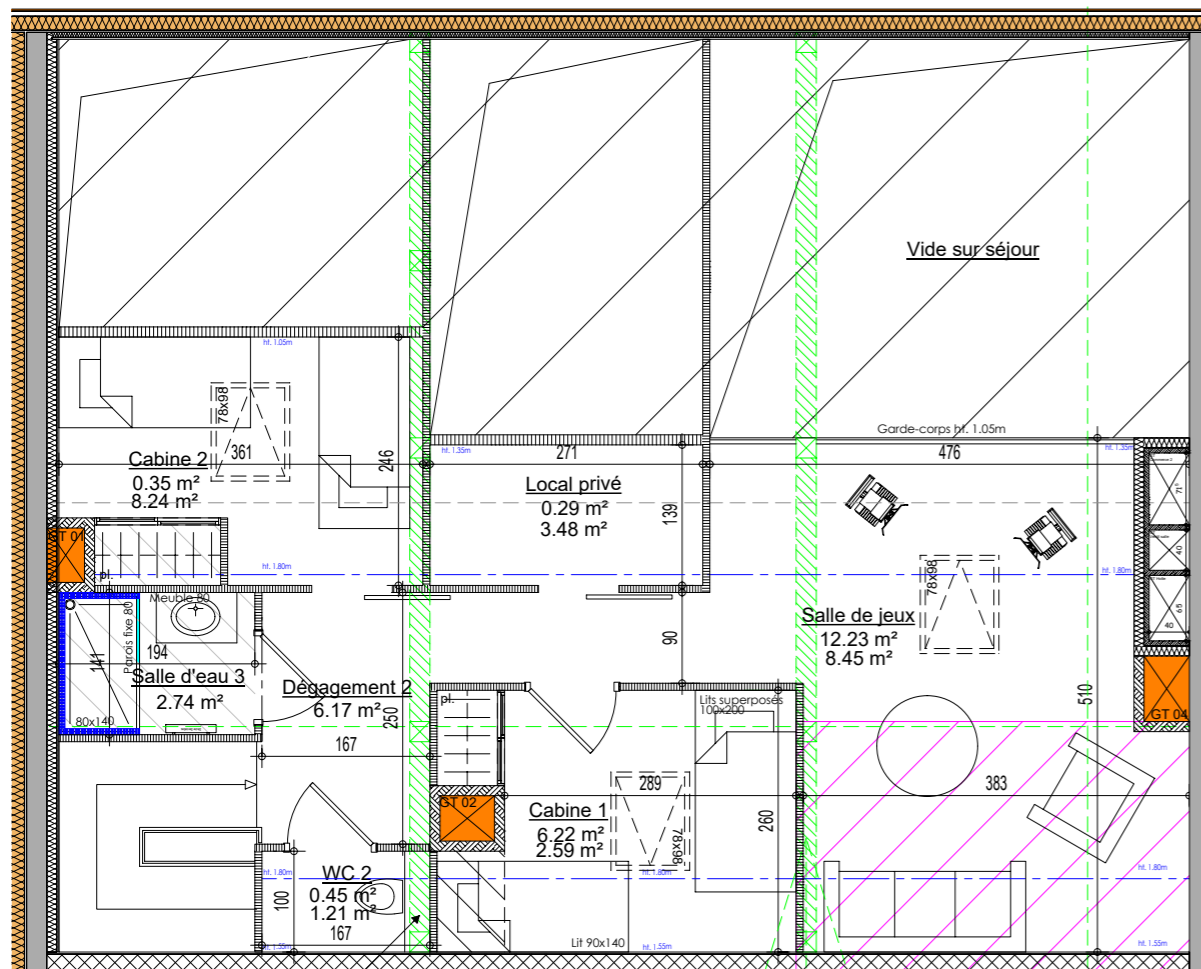 Vide sur séjour
ht. 1.05m
Garde-corps ht. 1.05m
78x98
361
246
Cabine 2
0.35 m²
8.24 m²
ht. 1.35m
271
Local privé
0.29 m²
3.48 m²
139
476
ht. 1.35m
71⁵
40
65
40
GT 01
pl.
ht. 1.80m
ht. 1.80m
78x98
Meuble 80
Parois fixe 80
141
194
Salle d'eau 3
2.74 m²
80x140
Dégagement 2
6.17 m²
250
167
90
Salle de jeux
12.23 m²
8.45 m²
510
GT 04
pl.
Lits superposés
100x200
GT 02
Cabine 1
6.22 m²
2.59 m²
289
78x98
260
383
WC 2
0.45 m²
1.21 m²
100
167
ht. 1.80m
ht. 1.80m
ht. 1.80m
ht. 1.55m
Lit 90x140
ht. 1.55m
ht. 1.55m